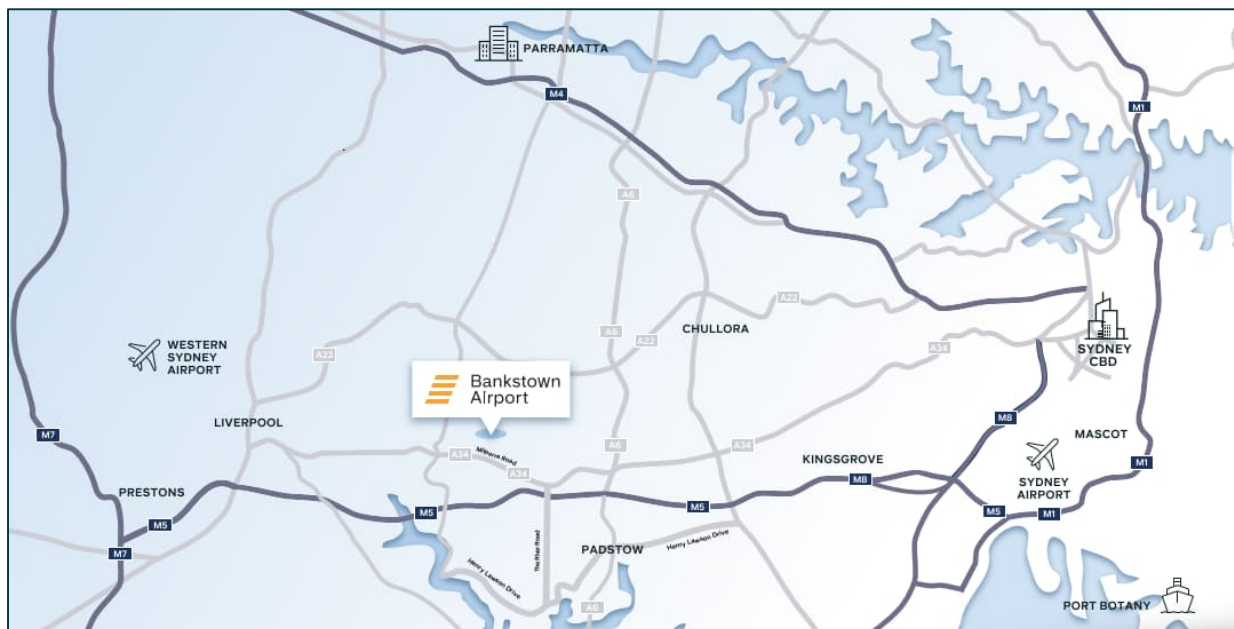 PARRAMATTA
M4
M1
A6
A22
CHULLORA
A6
A22
A34
WESTERN
SYDNEY
AIRPORT
A22
SYDNEY
CBD
Bankstown
Airport
LIVERPOOL
M8
M7
A34
Milperra Road
A34
A6
A34
KINGSGROVE
MASCOT
M1
M8
SYDNEY
AIRPORT
PRESTONS
M5
M5
M5
M5
M1
M7
PADSTOW
Henry Lawson Drive
The River Road
Henry Lawson Drive
A6
PORT BOTANY